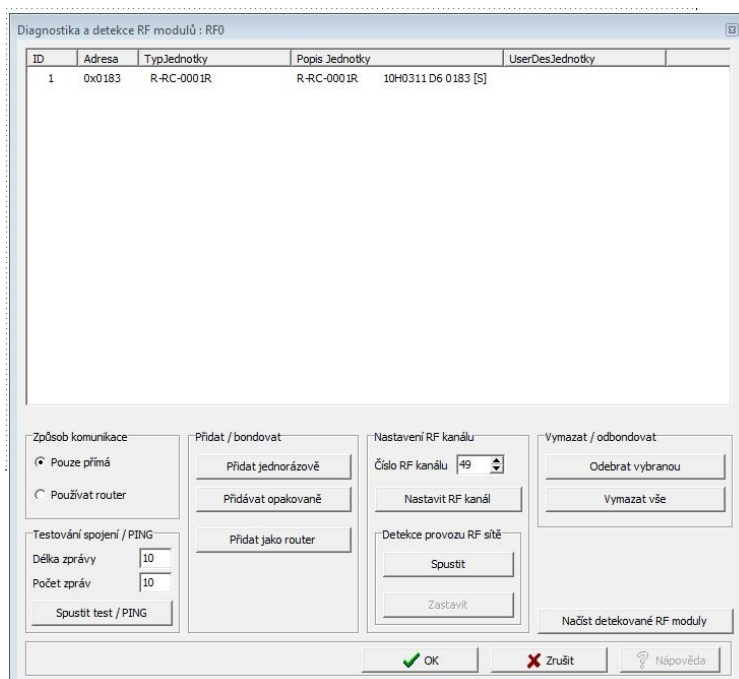 Diagnostika a detekce RF modulů : RF0
ID Adresa TypJednotky Popis Jednotky UserDesJednotky
1 0x0183 R-RC-0001R R-RC-0001R 10H0311 D6 0183 [S]
Způsob komunikace
Pouze přímá
Používat router
Testování spojení / PING
Délka zprávy 10
Počet zpráv 10
Spustit test / PING
Přidat / bondovat
Přidat jednorázově
Přidávat opakovaně
Přidat jako router
Nastavení RF kanálu
Číslo RF kanálu 49
Nastavit RF kanál
Detekce provozu RF sítě
Spustit
Zastavit
Vymazat / odbondovat
Odebrat vybranou
Vymazat vše
Načíst detekované RF moduly
OK Zrušit Nápověda